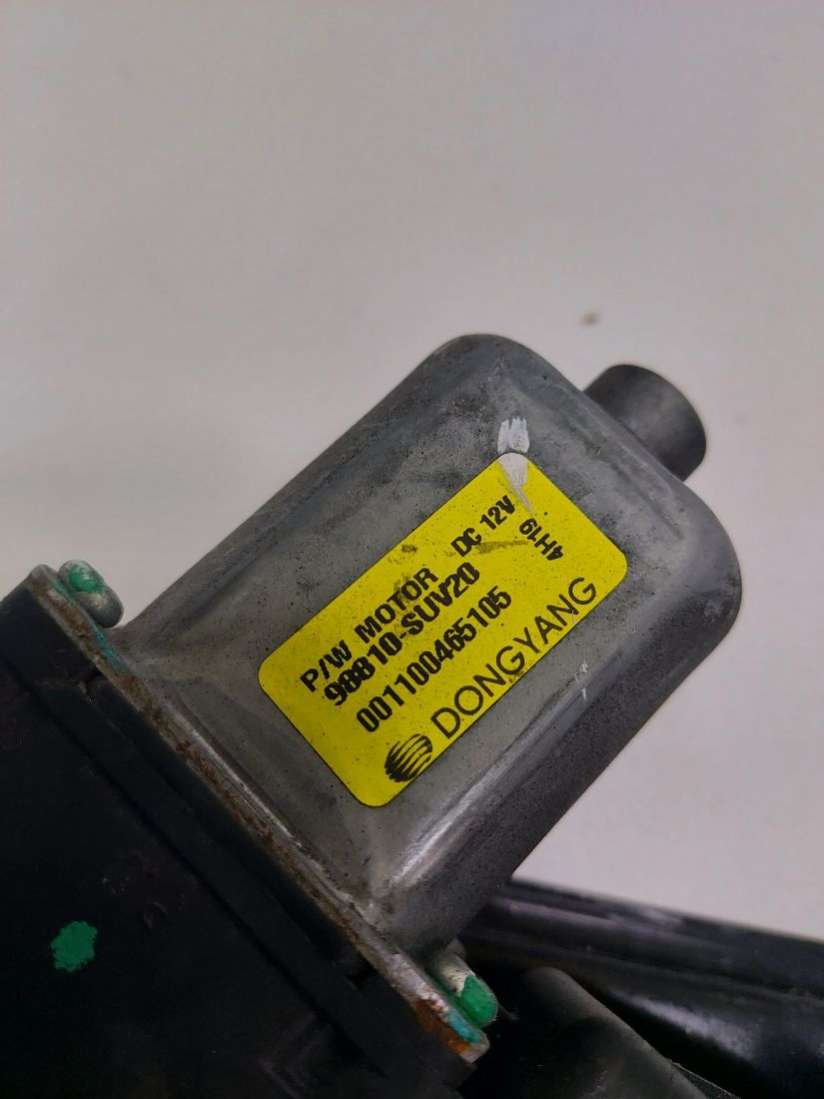 P/W MOTOR DC 12V
98810-SUV20
4H19
001100465105
DONGYANG